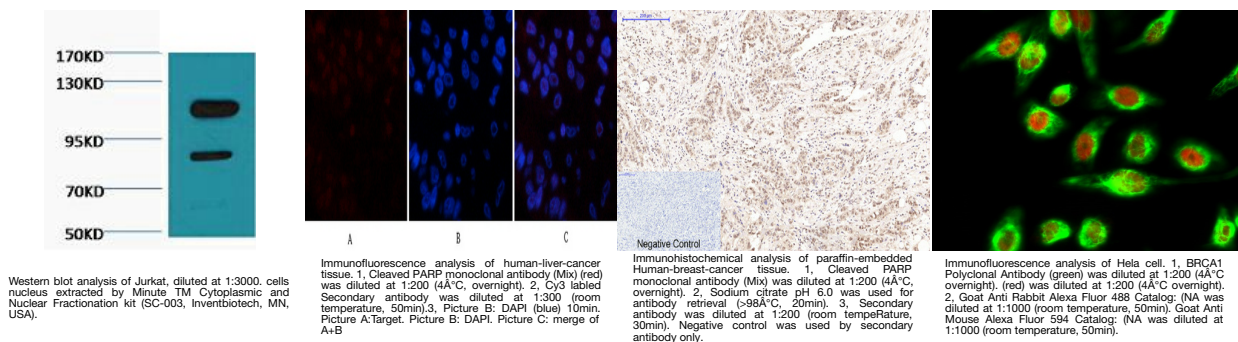 170KD
130KD
95KD
70KD
50KD
Western blot analysis of Jurkat, diluted at 1:3000. cells
nucleus extracted by Minute TM Cytoplasmic and
Nuclear Fractionation kit (SC-003, Inventbiotech, MN,
USA).
A
B
C
Immunofluorescence analysis of human-liver-cancer
tissue. 1, Cleaved PARP monoclonal antibody (Mix) (red)
was diluted at 1:200 (4Â°C, overnight). 2, Cy3 labled
Secondary antibody was diluted at 1:300 (room
temperature, 50min).3, Picture B: DAPI (blue) 10min.
Picture A:Target. Picture B: DAPI. Picture C: merge of
A+B
Negative Control
Immunohistochemical analysis of paraffin-embedded
Human-breast-cancer tissue. 1, Cleaved PARP
monoclonal antibody (Mix) was diluted at 1:200 (4Â°C,
overnight). 2, Sodium citrate pH 6.0 was used for
antibody retrieval (>98Â°C, 20min). 3, Secondary
antibody was diluted at 1:200 (room tempeRature,
30min). Negative control was used by secondary
antibody only.
Immunofluorescence analysis of Hela cell. 1, BRCA1
Polyclonal Antibody (green) was diluted at 1:200 (4Â°C
overnight). (red) was diluted at 1:200 (4Â°C overnight).
2, Goat Anti Rabbit Alexa Fluor 488 Catalog: (NA was
diluted at 1:1000 (room temperature, 50min). Goat Anti
Mouse Alexa Fluor 594 Catalog: (NA was diluted at
1:1000 (room temperature, 50min).